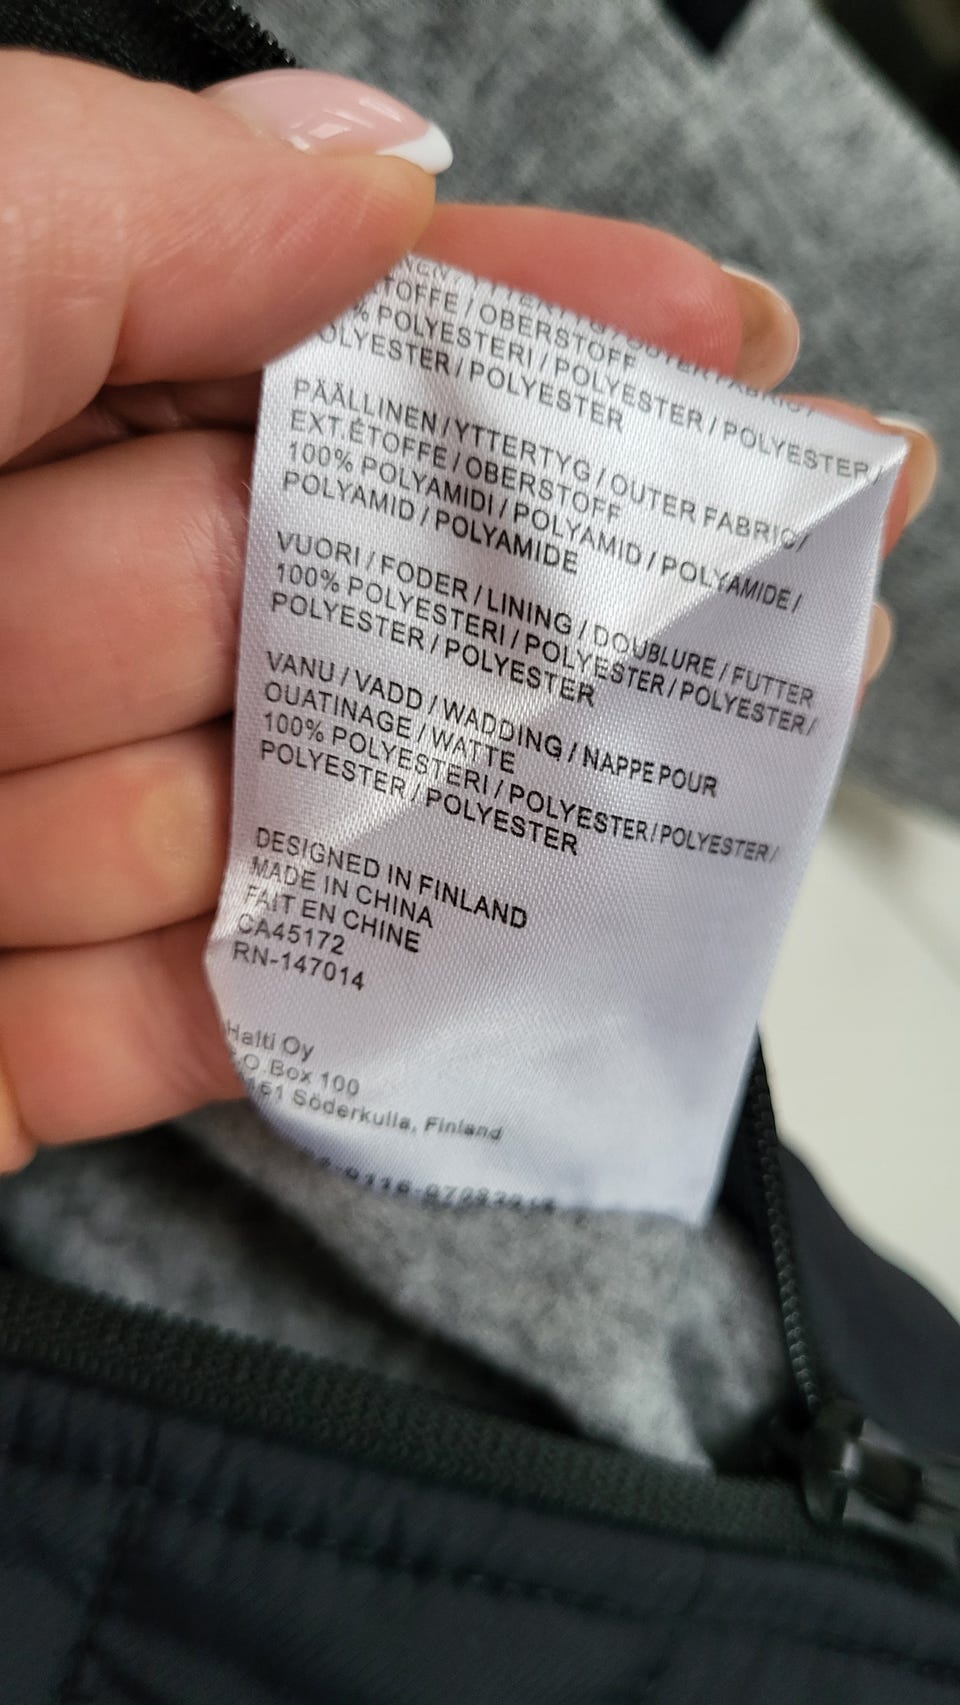 TOFFE / OBERSTOFF
% POLYESTERI / POLYESTER / POLYESTER /
OLYESTER / POLYESTER
PÄÄLLINEN / YTTERTYG / OUTER FABRIC /
EXT.ÉTOFFE / OBERSTOFF
100% POLYAMIDI / POLYAMID / POLYAMIDE /
POLYAMID / POLYAMIDE
VUORI / FODER / LINING / DOUBLURE / FUTTER
100% POLYESTERI / POLYESTER / POLYESTER /
POLYESTER / POLYESTER
VANU / VADD / WADDING / NAPPE POUR
OUATINAGE / WATTE
100% POLYESTERI / POLYESTER / POLYESTER /
POLYESTER / POLYESTER
DESIGNED IN FINLAND
MADE IN CHINA
FAIT EN CHINE
CA45172
RN-147014
Halti Oy
.O.Box 100
161 Söderkulla, Finland